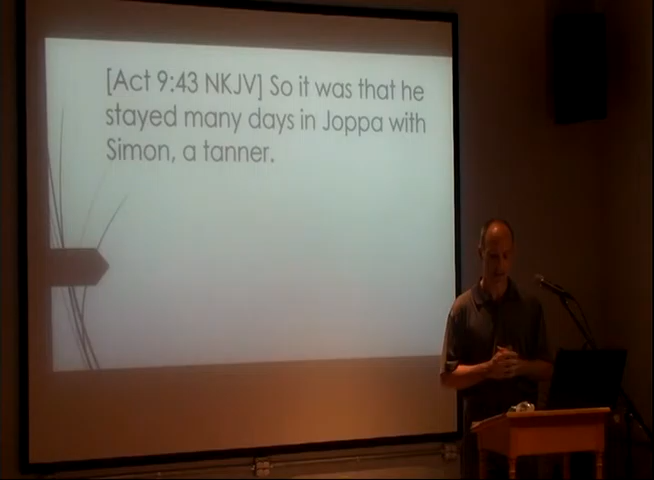 [Act 9:43 NKJV] So it was that he
stayed many days in Joppa with
Simon, a tanner.